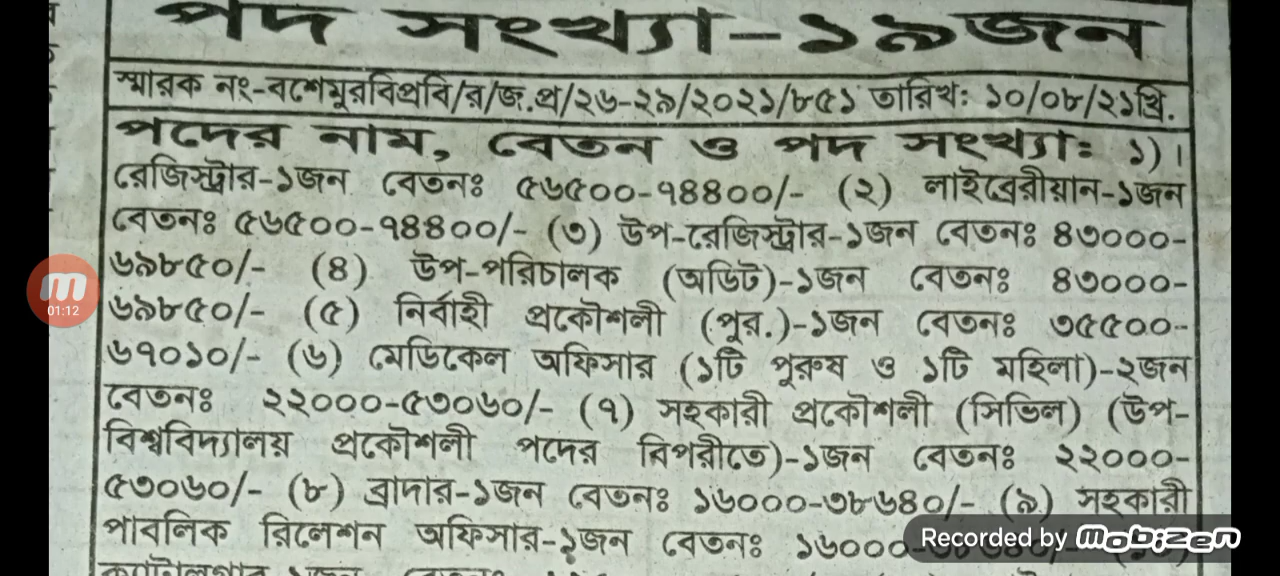 পদ সংখ্যা-১৯জন
স্মারক নং-বশেমুরবিপ্রবি/র/জ.প্র/২৬-২৯/২০২১/৮৫১ তারিখঃ ১০/০৮/২১খ্রি.
পদের নাম, বেতন ও পদ সংখ্যাঃ ১)।
রেজিস্ট্রার-১জন বেতনঃ ৫৬৫০০-৭৪৪০০/- (২) লাইব্রেরীয়ান-১জন
বেতনঃ ৫৬৫০০-৭৪৪০০/- (৩) উপ-রেজিস্ট্রার-১জন বেতনঃ ৪৩০০০-
৬৯৮৫০/- (৪) উপ-পরিচালক (অডিট)-১জন বেতনঃ ৪৩০০০-
৬৯৮৫০/- (৫) নির্বাহী প্রকৌশলী (পুর.)-১জন বেতনঃ ৩৫৫০০-
৬৭০১০/- (৬) মেডিকেল অফিসার (১টি পুরুষ ও ১টি মহিলা)-২জন
বেতনঃ ২২০০০-৫৩০৬০/- (৭) সহকারী প্রকৌশলী (সিভিল) (উপ-
বিশ্ববিদ্যালয় প্রকৌশলী পদের বিপরীতে)-১জন বেতনঃ ২২০০০-
৫৩০৬০/- (৮) ব্রাদার-১জন বেতনঃ ১৬০০০-৩৮৬৪০/- (৯) সহকারী
পাবলিক রিলেশন অফিসার-১জন বেতনঃ ১৬০০০-
01:12
Recorded by mobizen